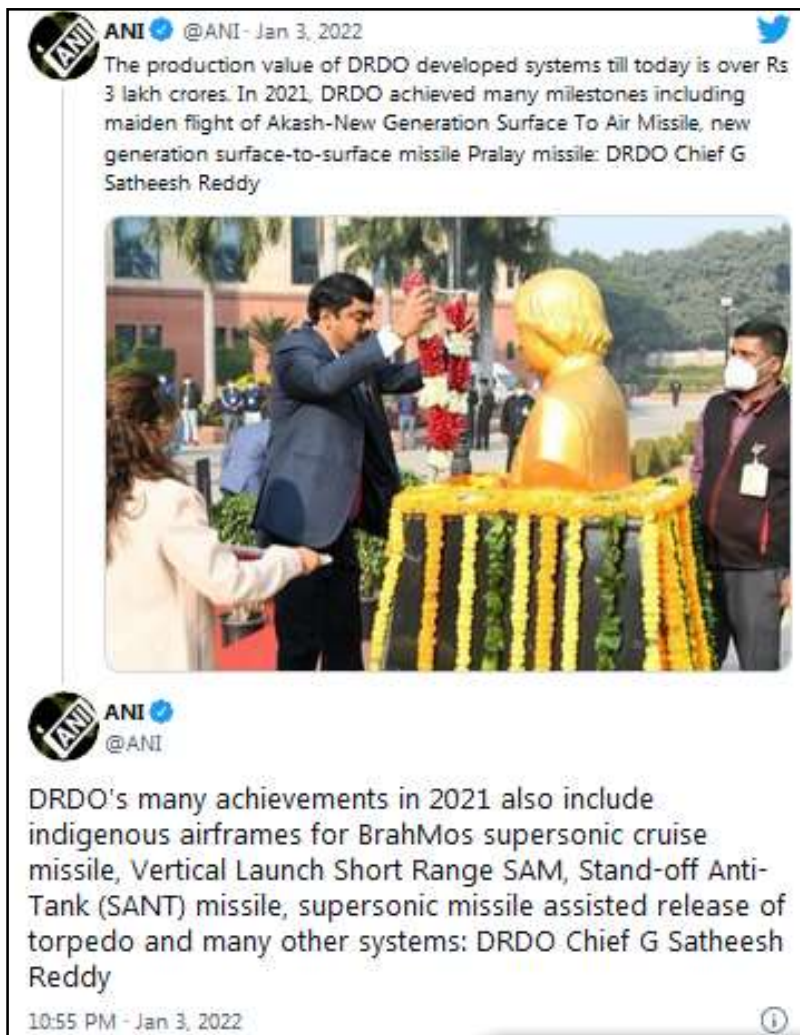 ANI @ANI · Jan 3, 2022
The production value of DRDO developed systems till today is over Rs
3 lakh crores. In 2021, DRDO achieved many milestones including
maiden flight of Akash-New Generation Surface To Air Missile, new
generation surface-to-surface missile Pralay missile: DRDO Chief G
Satheesh Reddy
ANI
@ANI
DRDO's many achievements in 2021 also include
indigenous airframes for BrahMos supersonic cruise
missile, Vertical Launch Short Range SAM, Stand-off Anti-
Tank (SANT) missile, supersonic missile assisted release of
torpedo and many other systems: DRDO Chief G Satheesh
Reddy
10:55 PM · Jan 3, 2022
ANI
ANI